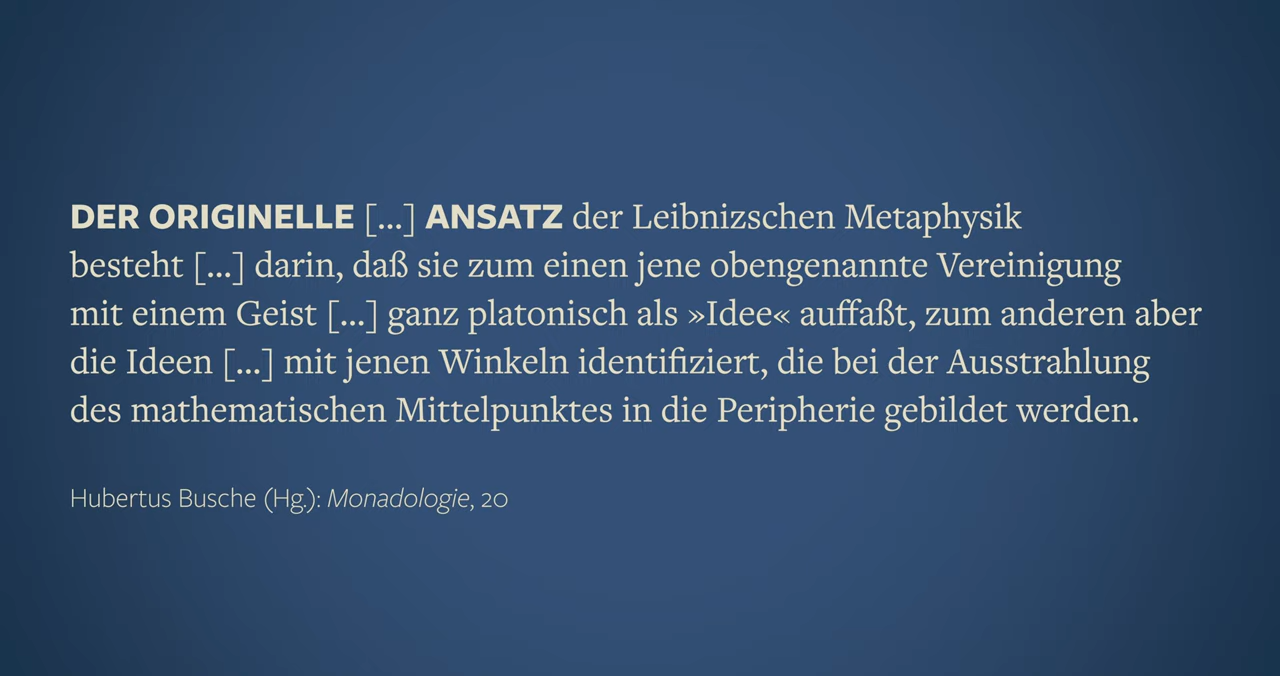 DER ORIGINELLE [...] ANSATZ der Leibnizschen Metaphysik
besteht [...] darin, daß sie zum einen jene obengenannte Vereinigung
mit einem Geist [...] ganz platonisch als »Idee« auffaßt, zum anderen aber
die Ideen [...] mit jenen Winkeln identifiziert, die bei der Ausstrahlung
des mathematischen Mittelpunktes in die Peripherie gebildet werden.
Hubertus Busche (Hg.): Monadologie, 20